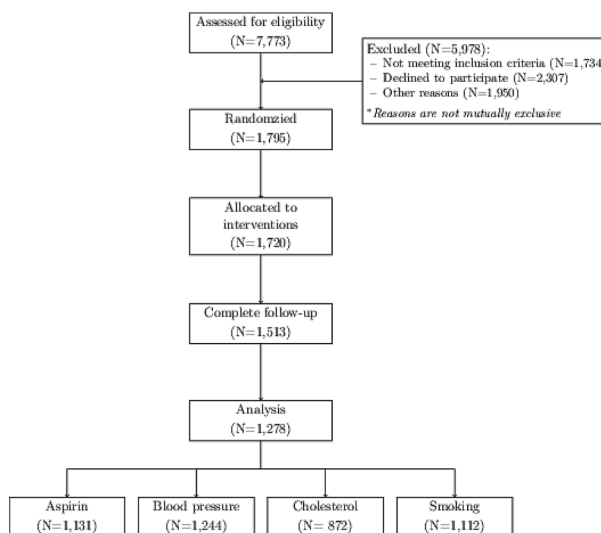 Assessed for eligibility
(N=7,773)
Excluded (N=5,978):
– Not meeting inclusion criteria (N=1,734
– Declined to participate (N=2,307)
– Other reasons (N=1,950)
*Reasons are not mutually exclusive
Randomzied
(N=1,795)
Allocated to
interventions
(N=1,720)
Complete follow-up
(N=1,513)
Analysis
(N=1,278)
Aspirin
(N=1,131)
Blood pressure
(N=1,244)
Cholesterol
(N= 872)
Smoking
(N=1,112)